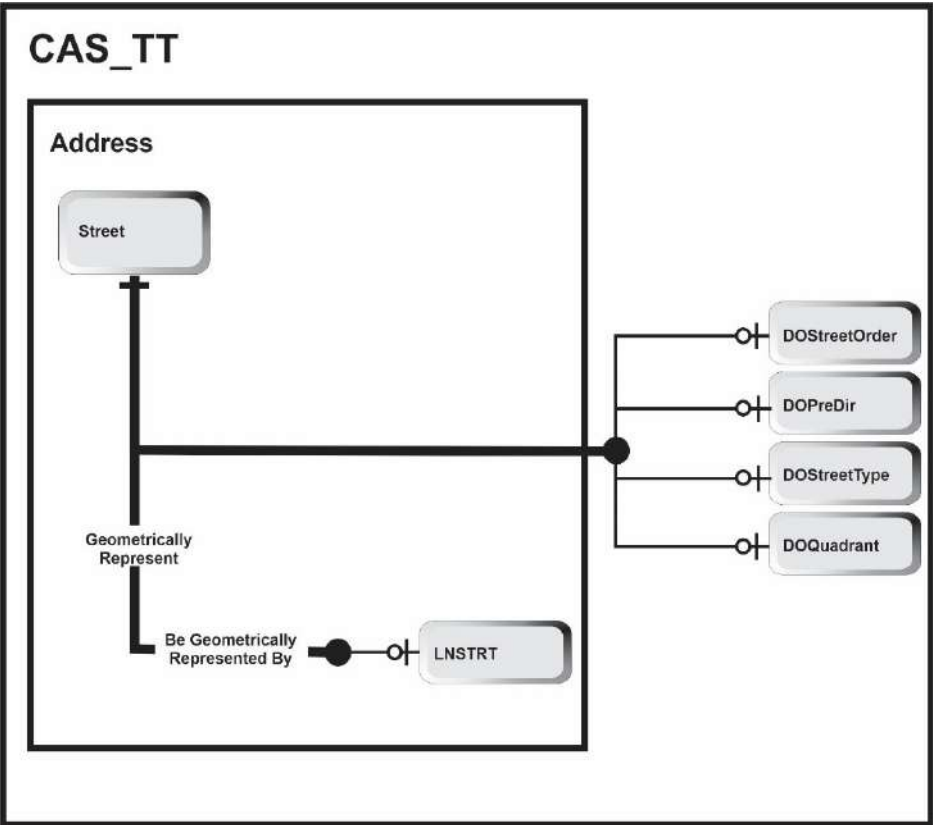 CAS_TT
Address
Street
DOStreetOrder
DOPreDir
DOStreetType
DOQuadrant
Geometrically
Represent
Be Geometrically
Represented By
LNSTRT